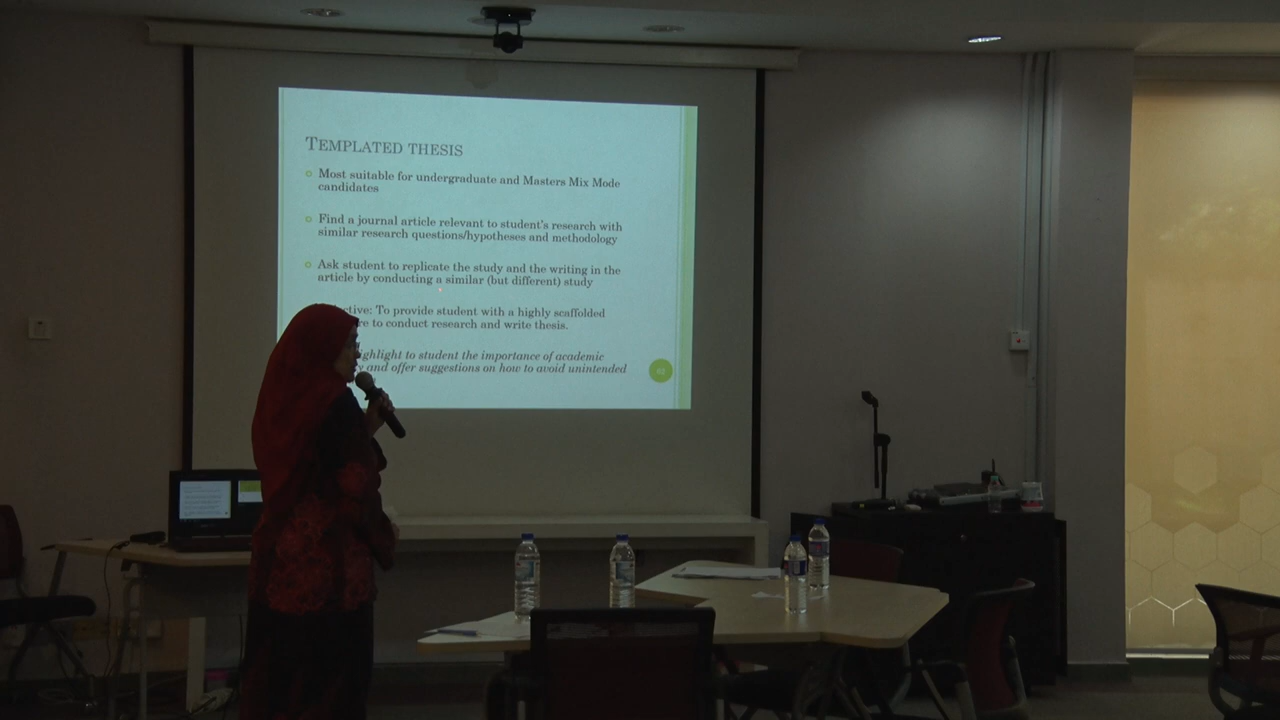 TEMPLATED THESIS
Most suitable for undergraduate and Masters Mix Mode
candidates
Find a journal article relevant to student's research with
similar research questions/hypotheses and methodology
Ask student to replicate the study and the writing in the
article by conducting a similar (but different) study
To provide student with a highly scaffolded
to conduct research and write thesis.
to student the importance of academic
and offer suggestions on how to avoid unintended